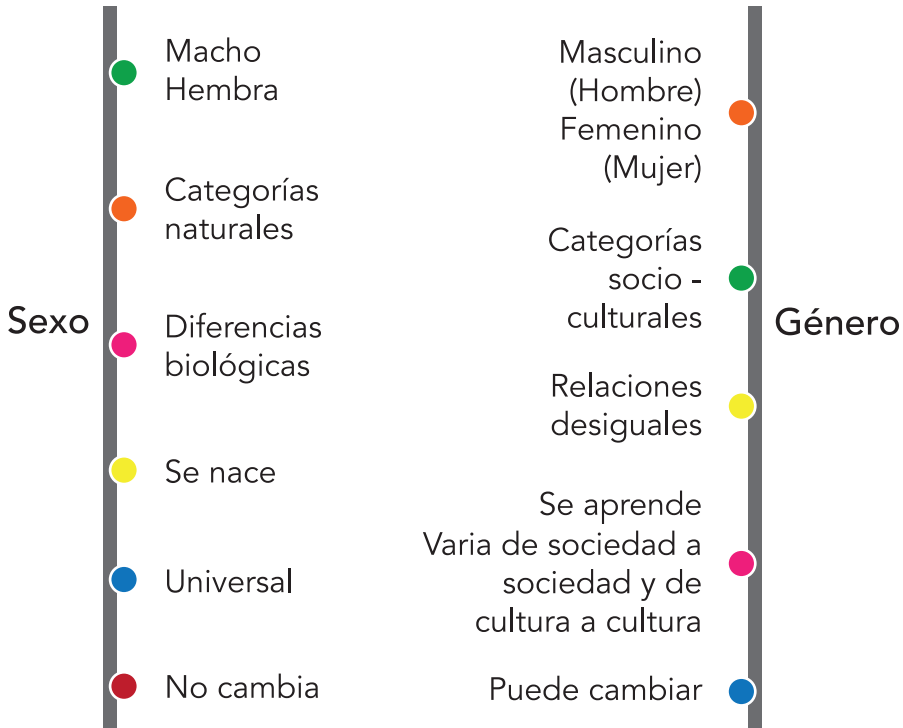 Sexo
Macho
Hembra
Categorías
naturales
Diferencias
biológicas
Se nace
Universal
No cambia
Género
Masculino
(Hombre)
Femenino
(Mujer)
Categorías
socio -
culturales
Relaciones
desiguales
Se aprende
Varia de sociedad a
sociedad y de
cultura a cultura
Puede cambiar